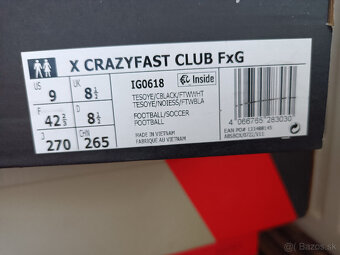 X CRAZYFAST CLUB FxG
US 9
UK 8½
F 42⅔
D 8½
J 270
CHN 265
IG0618
Inside
TESOYE/CBLACK/FTWWHT
TESOYE/NOIESS/FTWBLA
FOOTBALL/SOCCER
FOOTBALL
MADE IN VIETNAM
FABRIQUE AU VIETNAM
4 066765 283030
bazos.sk